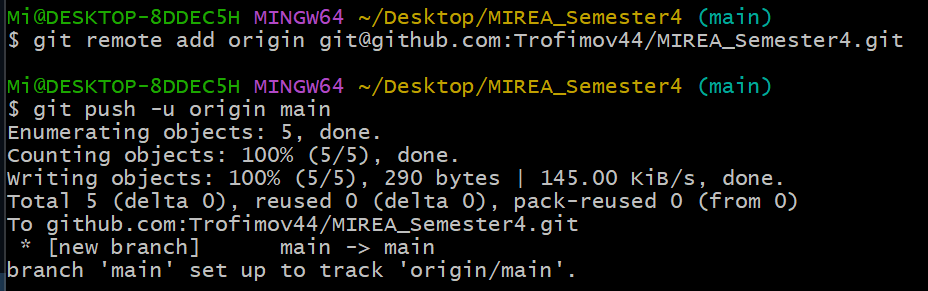 Mi@DESKTOP-8DDEC5H MINGW64 ~/Desktop/MIREA_Semester4 (main)
$ git remote add origin git@github.com:Trofimov44/MIREA_Semester4.git
Mi@DESKTOP-8DDEC5H MINGW64 ~/Desktop/MIREA_Semester4 (main)
$ git push -u origin main
Enumerating objects: 5, done.
Counting objects: 100% (5/5), done.
Writing objects: 100% (5/5), 290 bytes | 145.00 KiB/s, done.
Total 5 (delta 0), reused 0 (delta 0), pack-reused 0 (from 0)
To github.com:Trofimov44/MIREA_Semester4.git
 * [new branch]      main -> main
branch 'main' set up to track 'origin/main'.